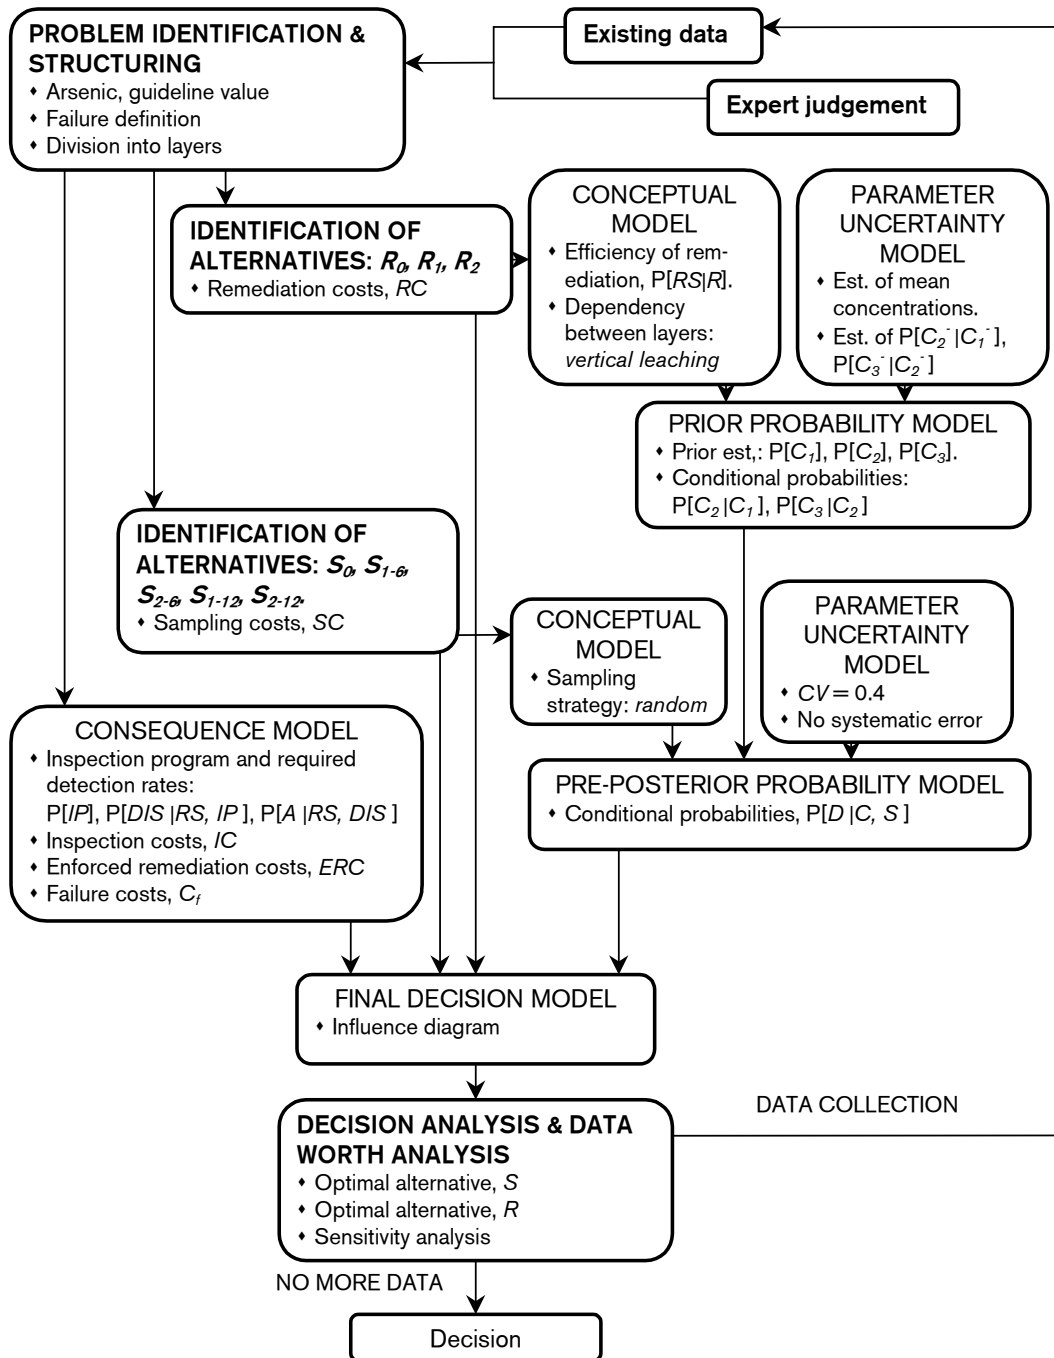 PROBLEM IDENTIFICATION &
STRUCTURING
♦ Arsenic, guideline value
♦ Failure definition
♦ Division into layers
Existing data
Expert judgement
IDENTIFICATION OF
ALTERNATIVES: R0, R1, R2
♦ Remediation costs, RC
CONCEPTUAL
MODEL
♦ Efficiency of rem-
ediation, P[RS|R].
♦ Dependency
between layers:
vertical leaching
PARAMETER
UNCERTAINTY
MODEL
♦ Est. of mean
concentrations.
♦ Est. of P[C2-|C1-],
P[C3-|C2-]
PRIOR PROBABILITY MODEL
♦ Prior est,: P[C1], P[C2], P[C3].
♦ Conditional probabilities:
P[C2|C1], P[C3|C2]
IDENTIFICATION OF
ALTERNATIVES: S0, S1-6,
S2-6, S1-12, S2-12.
♦ Sampling costs, SC
CONCEPTUAL
MODEL
♦ Sampling
strategy: random
PARAMETER
UNCERTAINTY
MODEL
♦ CV = 0.4
♦ No systematic error
CONSEQUENCE MODEL
♦ Inspection program and required
detection rates:
P[IP], P[DIS|RS, IP], P[A|RS, DIS]
♦ Inspection costs, IC
♦ Enforced remediation costs, ERC
♦ Failure costs, Cf
PRE-POSTERIOR PROBABILITY MODEL
♦ Conditional probabilities, P[D|C, S]
FINAL DECISION MODEL
♦ Influence diagram
DECISION ANALYSIS & DATA
WORTH ANALYSIS
♦ Optimal alternative, S
♦ Optimal alternative, R
♦ Sensitivity analysis
DATA COLLECTION
NO MORE DATA
Decision